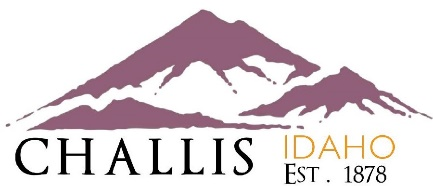 CHALLIS IDAHO
EST . 1878